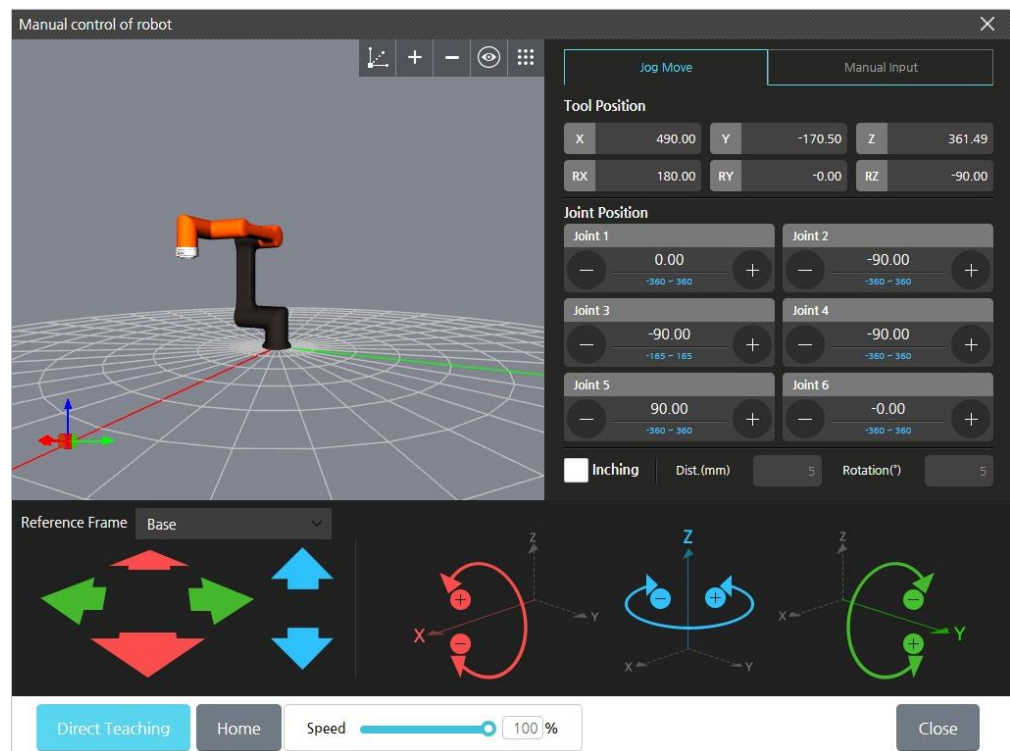 Manual control of robot
Jog Move
Manual Input
Tool Position
X 490.00 Y -170.50 Z 361.49
RX 180.00 RY -0.00 RZ -90.00
Joint Position
Joint 1 Joint 2
0.00 -90.00
-360 ~ 360 -360 ~ 360
Joint 3 Joint 4
-90.00 -90.00
-165 ~ 165 -360 ~ 360
Joint 5 Joint 6
90.00 -0.00
-360 ~ 360 -360 ~ 360
Inching Dist.(mm) 5 Rotation(°) 5
Reference Frame Base
Z Z Z
X Y X Y X Y
Direct Teaching Home Speed 100 % Close